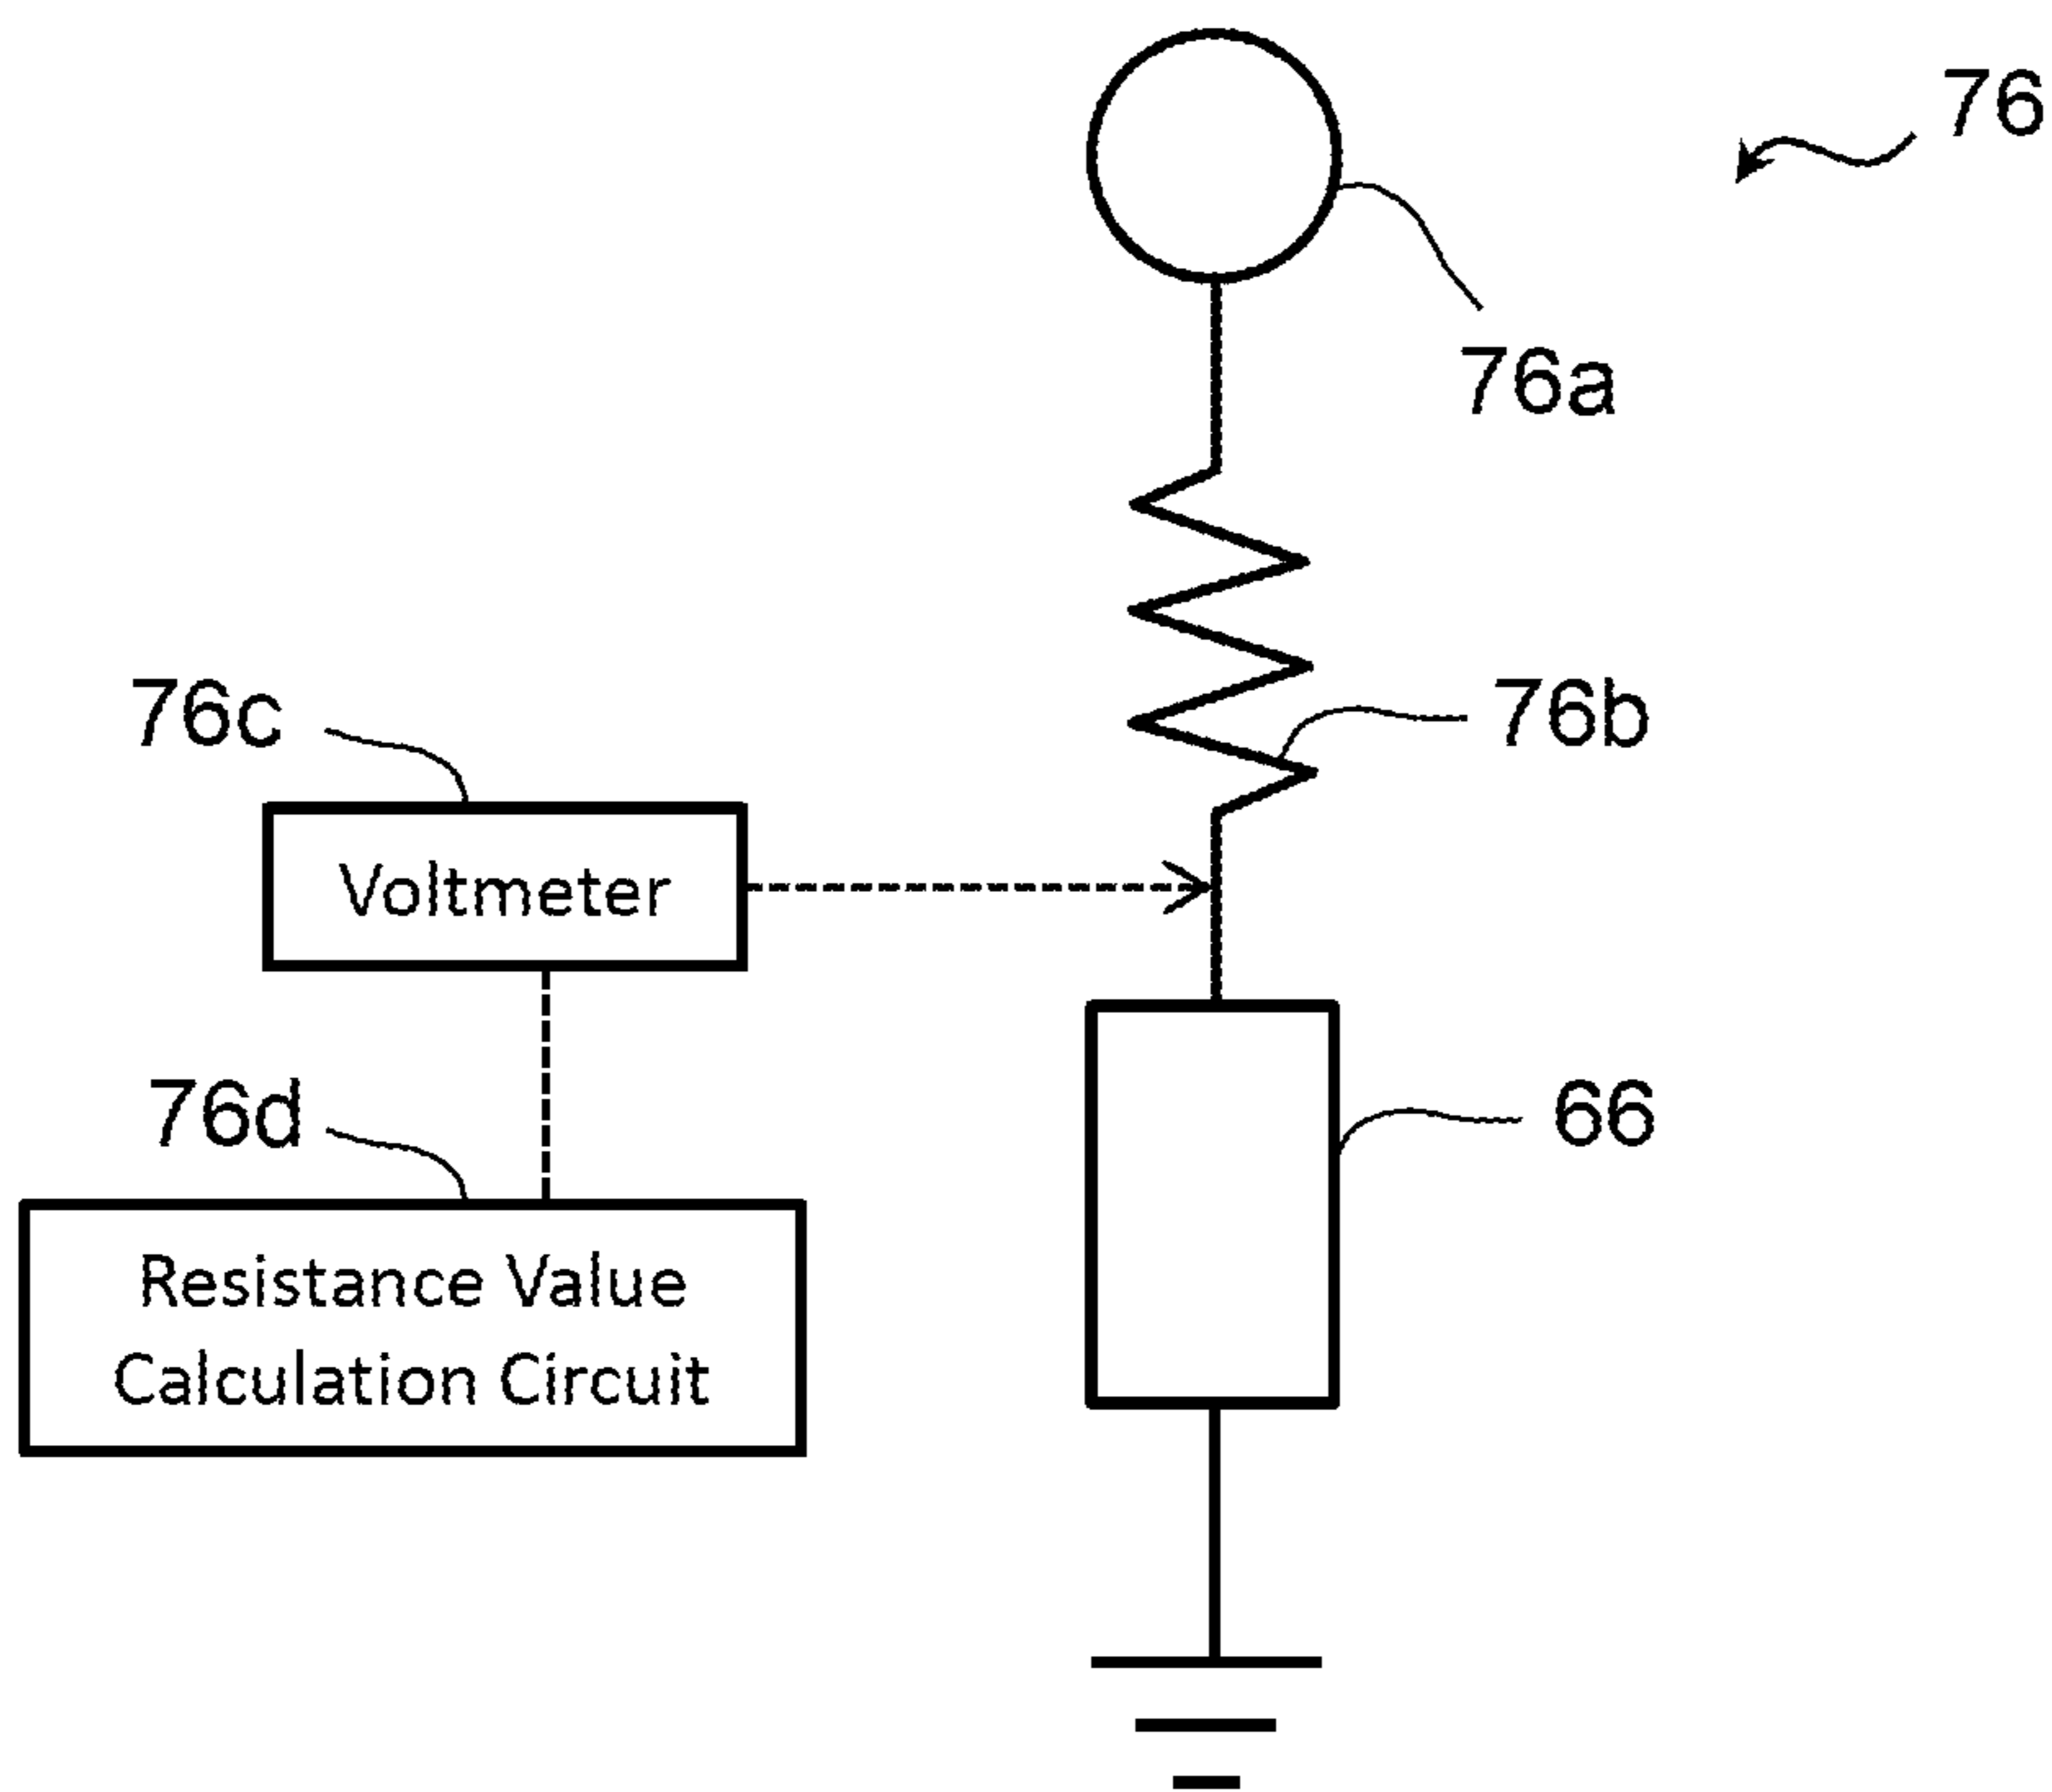 76
76a
76c
76b
Voltmeter
76d
66
Resistance Value
Calculation Circuit